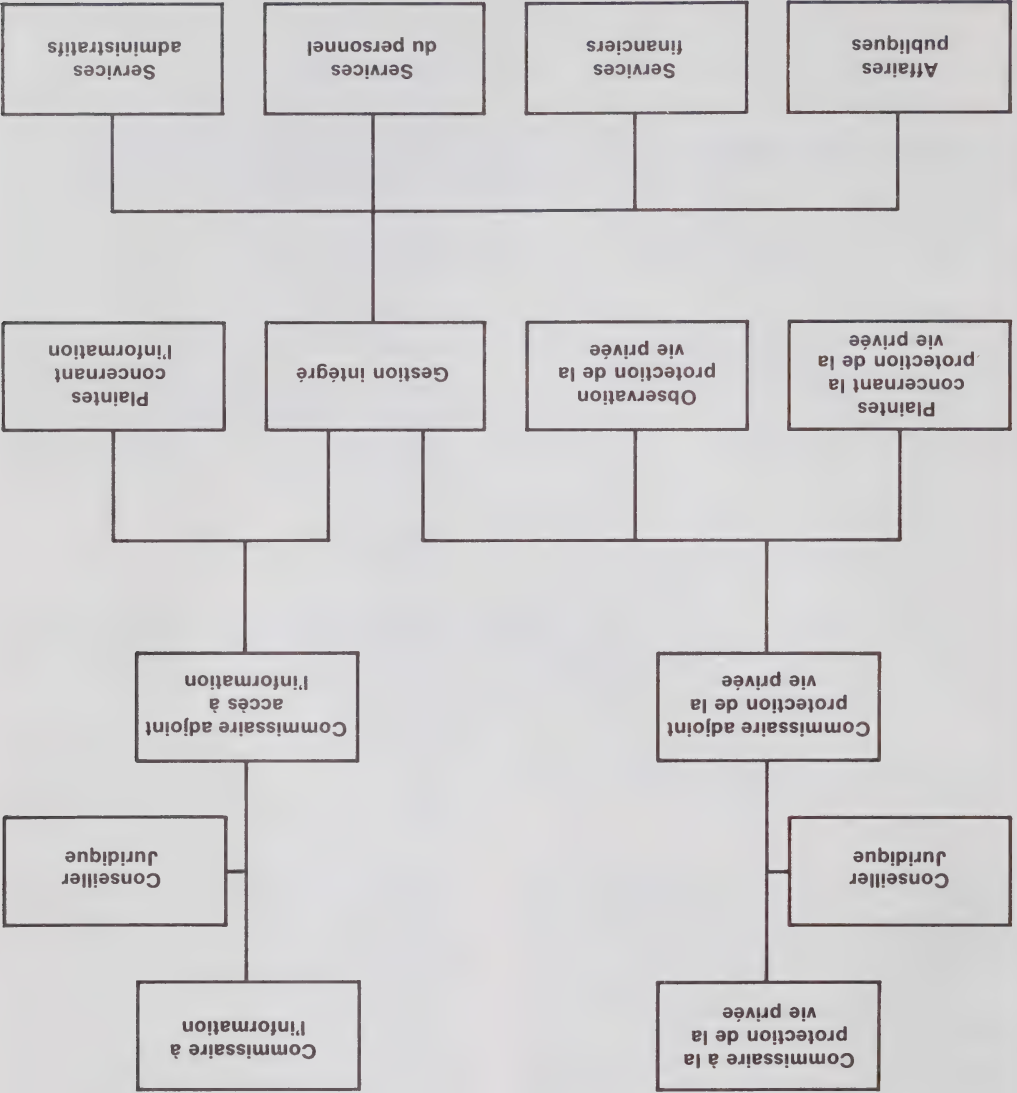 Commissaire à la
protection de la
vie privée
Commissaire à
l'information
Conseiller
Juridique
Conseiller
Juridique
Commissaire adjoint
protection de la
vie privée
Commissaire adjoint
accès à
l'information
Plaintes
concernant la
protection de la
vie privée
Observation
protection de la
vie privée
Gestion intégré
Plaintes
concernant
l'information
Affaires
publiques
Services
financiers
Services
du personnel
Services
administratifs